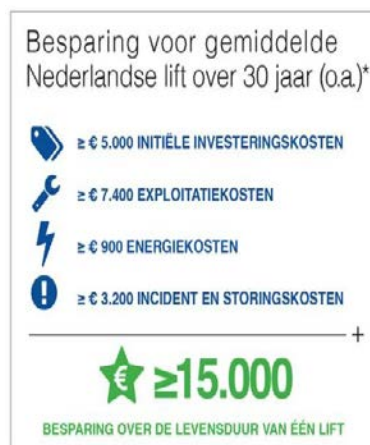 Besparing voor gemiddelde
Nederlandse lift over 30 jaar (o.a.)*
≥ € 5.000 INITIËLE INVESTERINGSKOSTEN
≥ € 7.400 EXPLOITATIEKOSTEN
≥ € 900 ENERGIEKOSTEN
≥ € 3.200 INCIDENT EN STORINGSKOSTEN
+
€ ≥15.000
BESPARING OVER DE LEVENSDUUR VAN ÉÉN LIFT